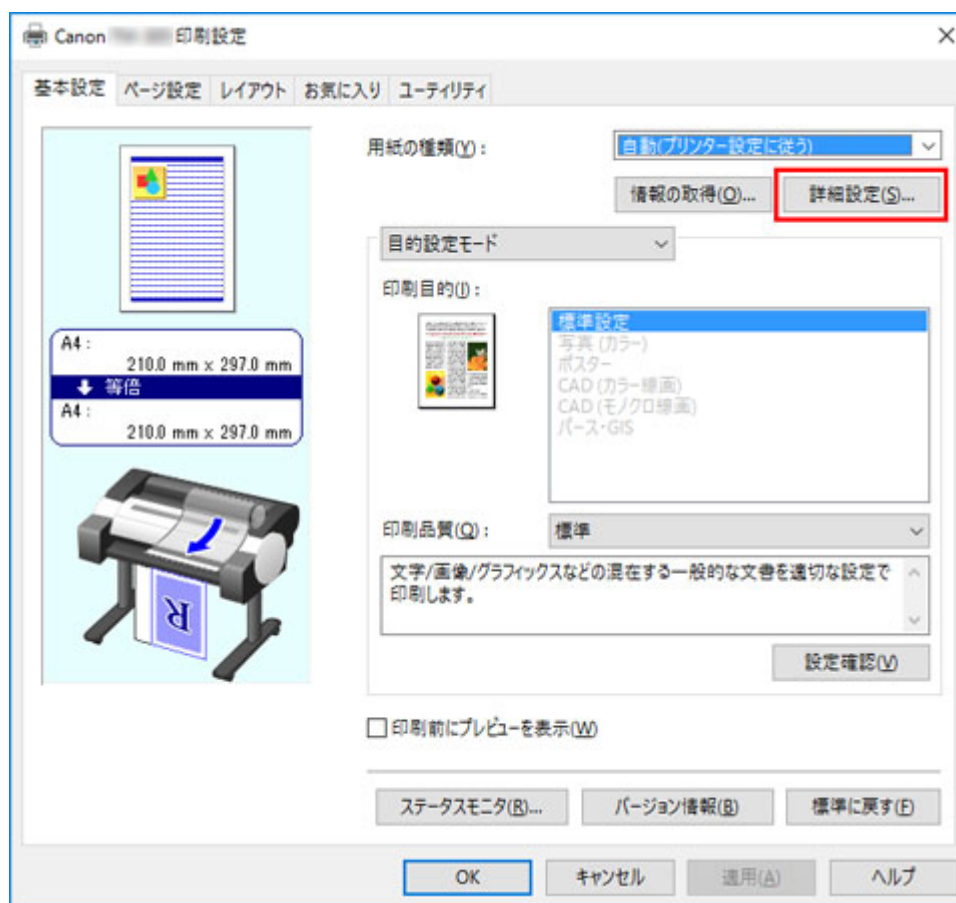 Canon 印刷設定
基本設定 ページ設定 レイアウト お気に入り ユーティリティ
用紙の種類(Y): 自動(プリンター設定に従う)
情報の取得(O)... 詳細設定(S)...
目的設定モード
印刷目的(I):
標準設定
写真 (カラー)
ポスター
CAD (カラー線画)
CAD (モノクロ線画)
パース・GIS
A4:
210.0 mm x 297.0 mm
等倍
A4:
210.0 mm x 297.0 mm
R
印刷品質(Q): 標準
文字/画像/グラフィックスなどの混在する一般的な文書を適切な設定で
印刷します。
設定確認(V)
印刷前にプレビューを表示(W)
ステータスモニタ(R)... バージョン情報(B) 標準に戻す(F)
OK キャンセル 適用(A) ヘルプ